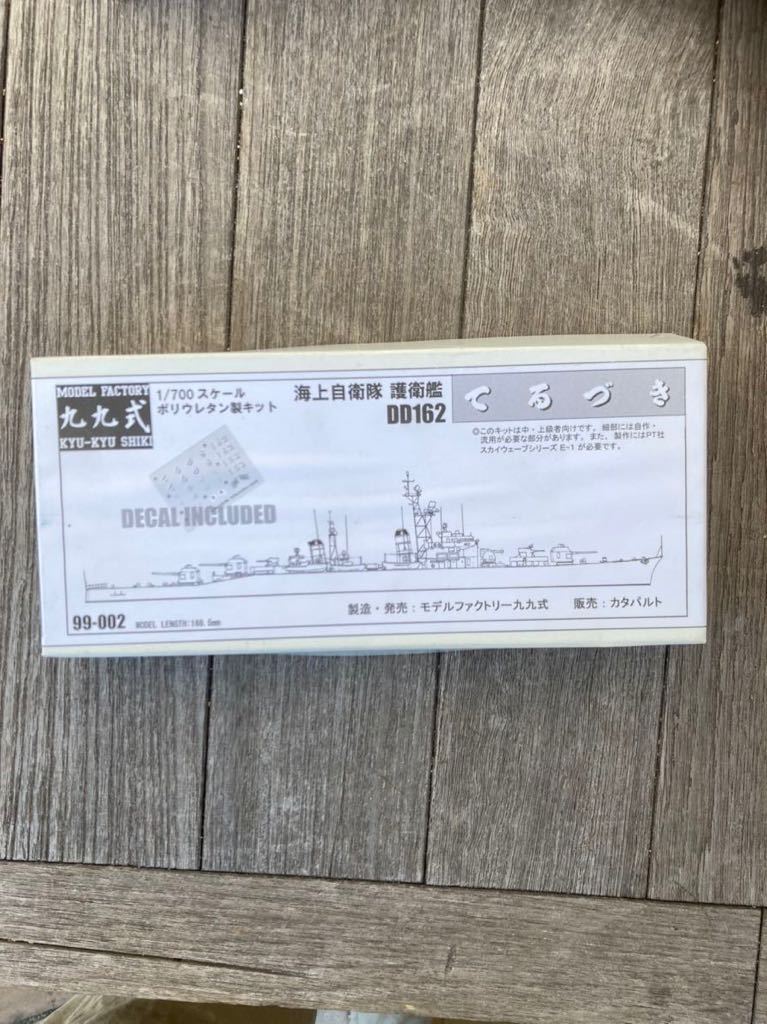 MODEL FACTORY
九九式
KYU-KYU SHIKI
1/700 スケール
ポリウレタン製キット
海上自衛隊 護衛艦
DD162
てるづき
◎このキットは中・上級者向けです。細部には自作・
流用が必要な部分があります。また、製作にはPT社
スカイウェーブシリーズ E-1 が必要です。
DECAL INCLUDED
99-002
MODEL LENGTH:160.5mm
製造・発売：モデルファクトリー九九式 販売：カタパルト